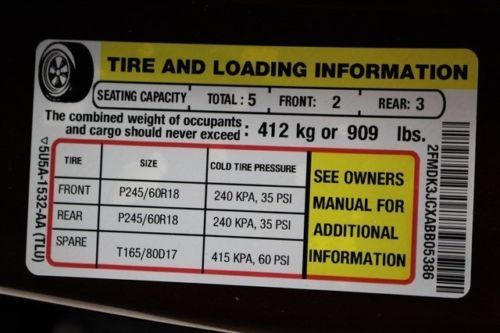 TIRE AND LOADING INFORMATION
SEATING CAPACITY TOTAL : 5 FRONT: 2 REAR: 3
The combined weight of occupants
and cargo should never exceed : 412 kg or 909 lbs.
TIRE SIZE COLD TIRE PRESSURE
FRONT P245/60R18 240 KPA, 35 PSI
REAR P245/60R18 240 KPA, 35 PSI
SPARE T165/80D17 415 KPA, 60 PSI
SEE OWNERS
MANUAL FOR
ADDITIONAL
INFORMATION
5U5A-1532-AA (TLU)
2FMDK3JCXABB05386